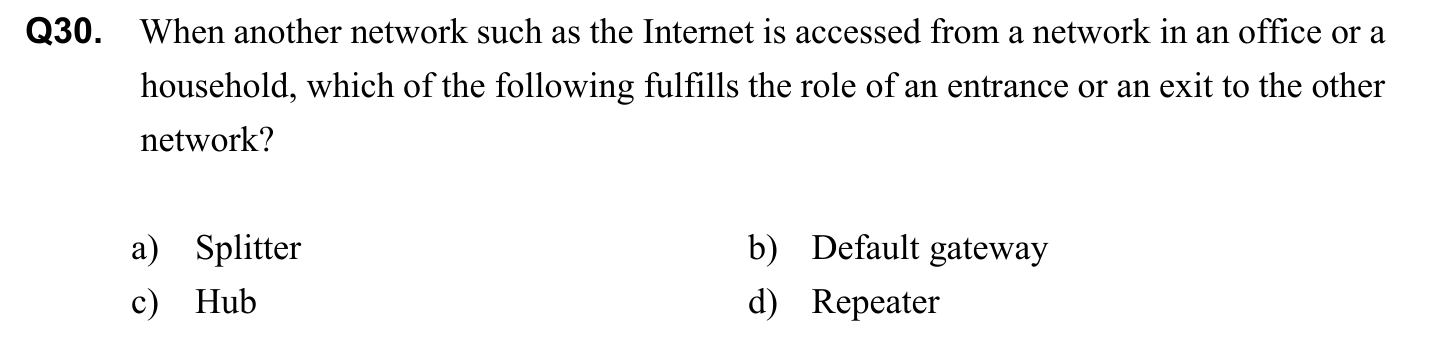 Q30. When another network such as the Internet is accessed from a network in an office or a
household, which of the following fulfills the role of an entrance or an exit to the other
network?
a) Splitter b) Default gateway
c) Hub d) Repeater